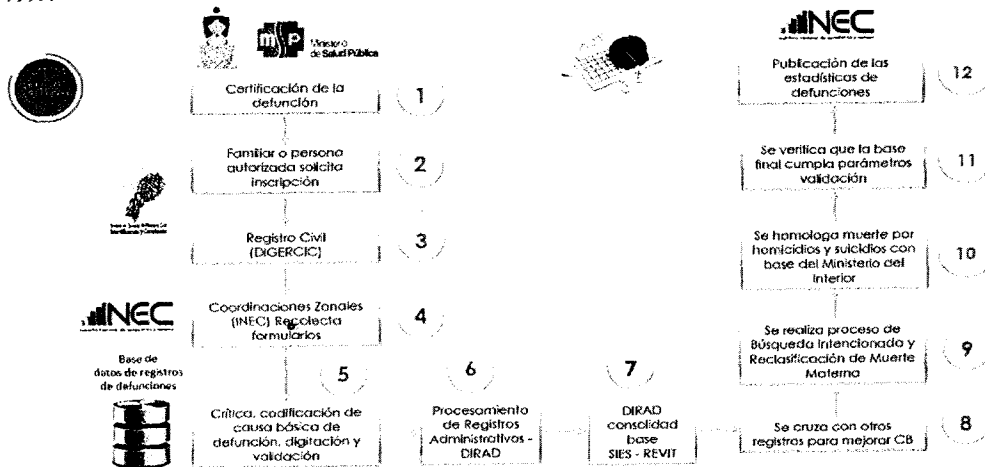 INEC
msp
Ministerio
de Salud Pública
Certificación de la
defunción
1
Familiar o persona
autorizada solicita
inscripción
2
Registro Civil
(DIGERCIC)
3
INEC
Coordinaciones Zonales
(INEC) Recolecta
formularios
4
Base de
datos de registros
de defunciones
5
Crítica, codificación de
causa básica de
defunción, digitación y
validación
6
Procesamiento
de Registros
Administrativos -
DIRAD
7
DIRAD
consolidad
base
SIES - REVIT
8
Se cruza con otros
registros para mejorar CB
9
Se realiza proceso de
Búsqueda Intencionada y
Reclasificación de Muerte
Materna
10
Se homologa muerte por
homicidios y suicidios con
base del Ministerio del
Interior
11
Se verifica que la base
final cumpla parámetros
validación
12
Publicación de las
estadísticas de
defunciones